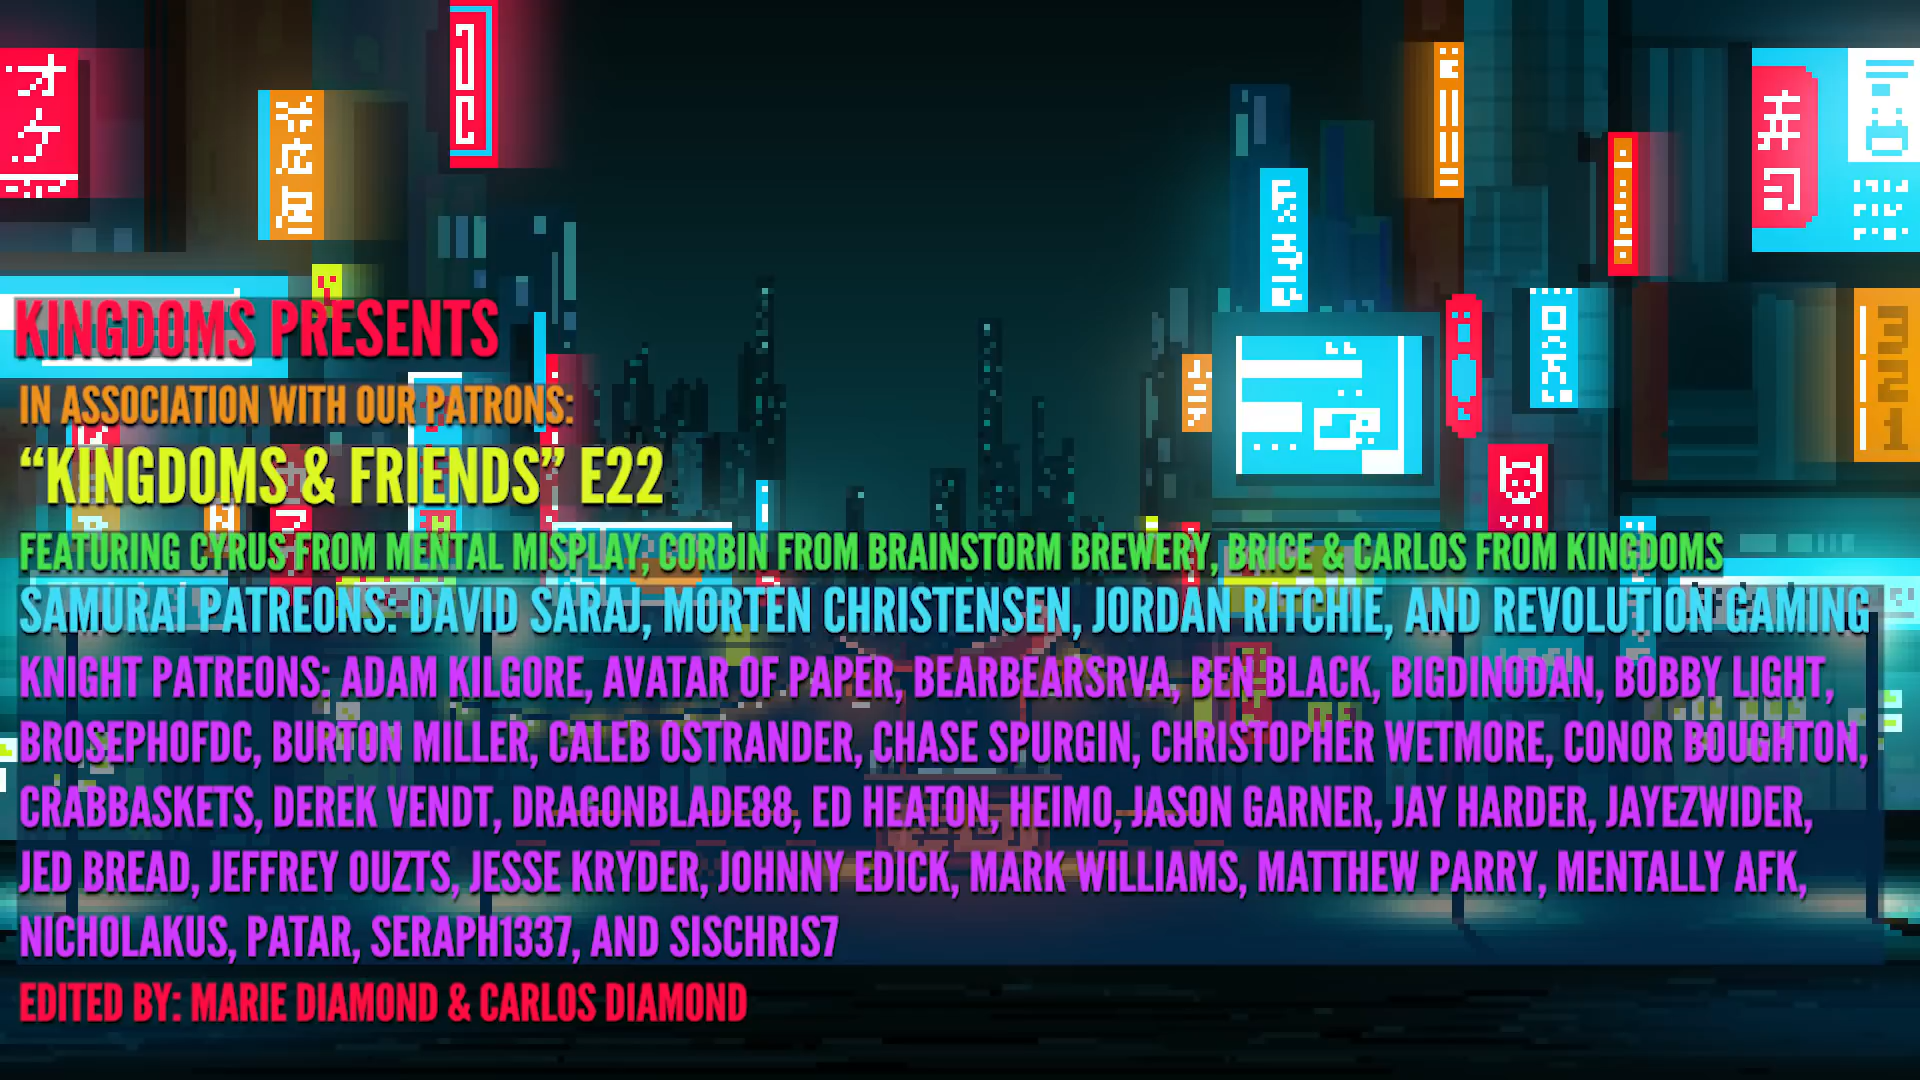 オケ
KINGDOMS PRESENTS
IN ASSOCIATION WITH OUR PATRONS:
“KINGDOMS & FRIENDS” E22
FEATURING CYRUS FROM MENTAL MISPLAY, CORBIN FROM BRAINSTORM BREWERY, BRICE & CARLOS FROM KINGDOMS
SAMURAI PATREONS: DAVID SARAJ, MORTEN CHRISTENSEN, JORDAN RITCHIE, AND REVOLUTION GAMING
KNIGHT PATREONS: ADAM KILGORE, AVATAR OF PAPER, BEARBEARSRVA, BEN BLACK, BIGDINODAN, BOBBY LIGHT,
BROSEPHOFDC, BURTON MILLER, CALEB OSTRANDER, CHASE SPURGIN, CHRISTOPHER WETMORE, CONOR BOUGHTON,
CRABBASKETS, DEREK VENDT, DRAGONBLADE88, ED HEATON, HEIMO, JASON GARNER, JAY HARDER, JAYEZWIDER,
JED BREAD, JEFFREY OUZTS, JESSE KRYDER, JOHNNY EDICK, MARK WILLIAMS, MATTHEW PARRY, MENTALLY AFK,
NICHOLAKUS, PATAR, SERAPH1337, AND SISCHRIS7
EDITED BY: MARIE DIAMOND & CARLOS DIAMOND
321